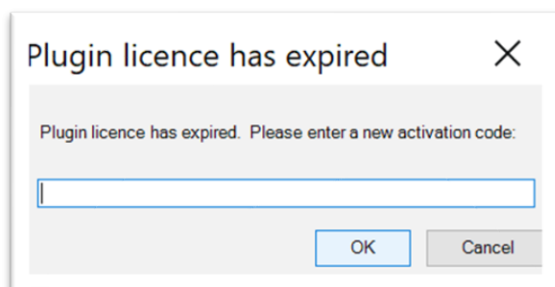 Plugin licence has expired
Plugin licence has expired. Please enter a new activation code:
OK Cancel